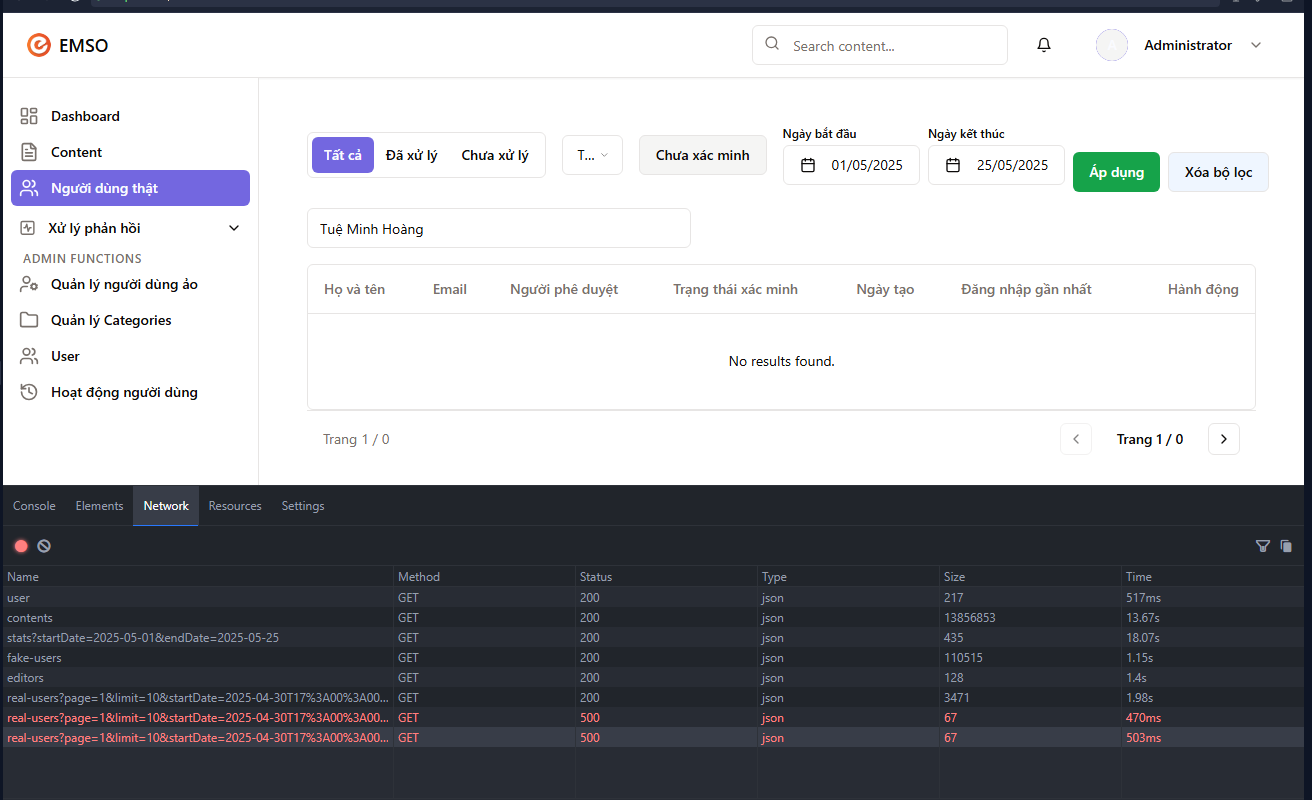 EMSO
Search content...
A
Administrator
Dashboard
Content
Người dùng thật
Xử lý phản hồi
ADMIN FUNCTIONS
Quản lý người dùng ảo
Quản lý Categories
User
Hoạt động người dùng
Tất cả Đã xử lý Chưa xử lý
T...
Chưa xác minh
Ngày bắt đầu
01/05/2025
Ngày kết thúc
25/05/2025
Áp dụng
Xóa bộ lọc
Tuệ Minh Hoàng
Họ và tên Email Người phê duyệt Trạng thái xác minh Ngày tạo Đăng nhập gần nhất Hành động
No results found.
Trang 1 / 0
Trang 1 / 0
Console Elements Network Resources Settings
Name Method Status Type Size Time
user GET 200 json 217 517ms
contents GET 200 json 13856853 13.67s
stats?startDate=2025-05-01&endDate=2025-05-25 GET 200 json 435 18.07s
fake-users GET 200 json 110515 1.15s
editors GET 200 json 128 1.4s
real-users?page=1&limit=10&startDate=2025-04-30T17%3A00%3A00... GET 200 json 3471 1.98s
real-users?page=1&limit=10&startDate=2025-04-30T17%3A00%3A00... GET 500 json 67 470ms
real-users?page=1&limit=10&startDate=2025-04-30T17%3A00%3A00... GET 500 json 67 503ms